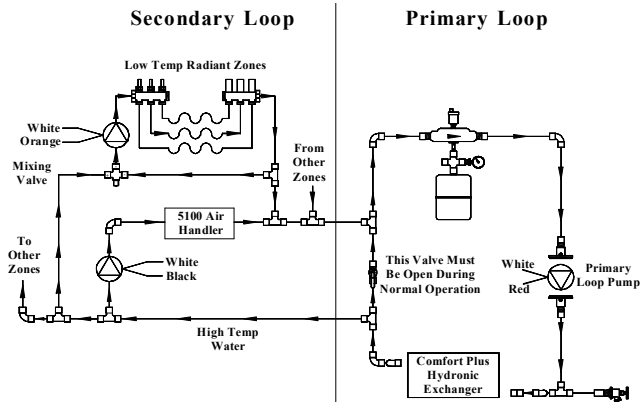 Secondary Loop
Primary Loop
Low Temp Radiant Zones
White
Orange
Mixing
Valve
From
Other
Zones
To
Other
Zones
5100 Air
Handler
White
Black
This Valve Must
Be Open During
Normal Operation
White
Red
Primary
Loop Pump
High Temp
Water
Comfort Plus
Hydronic
Exchanger